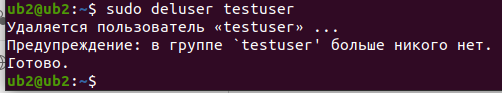 ub2@ub2:~$ sudo deluser testuser
Удаляется пользователь «testuser» ...
Предупреждение: в группе `testuser' больше никого нет.
Готово.
ub2@ub2:~$